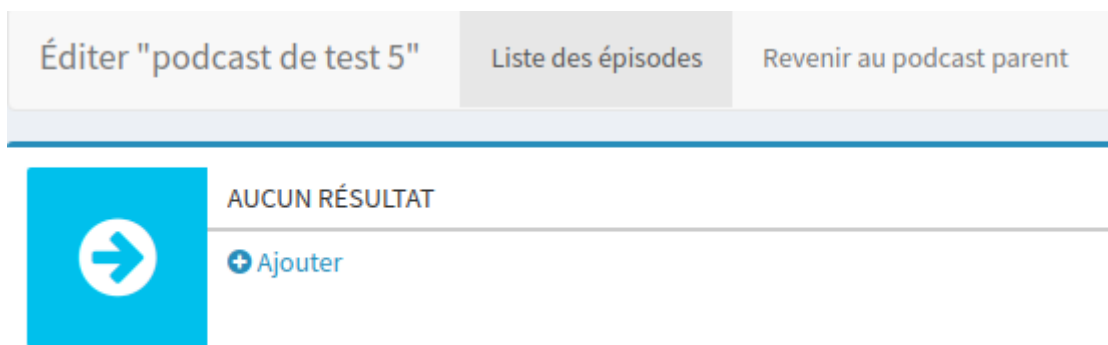 Éditer "podcast de test 5" Liste des épisodes Revenir au podcast parent
AUCUN RÉSULTAT
Ajouter